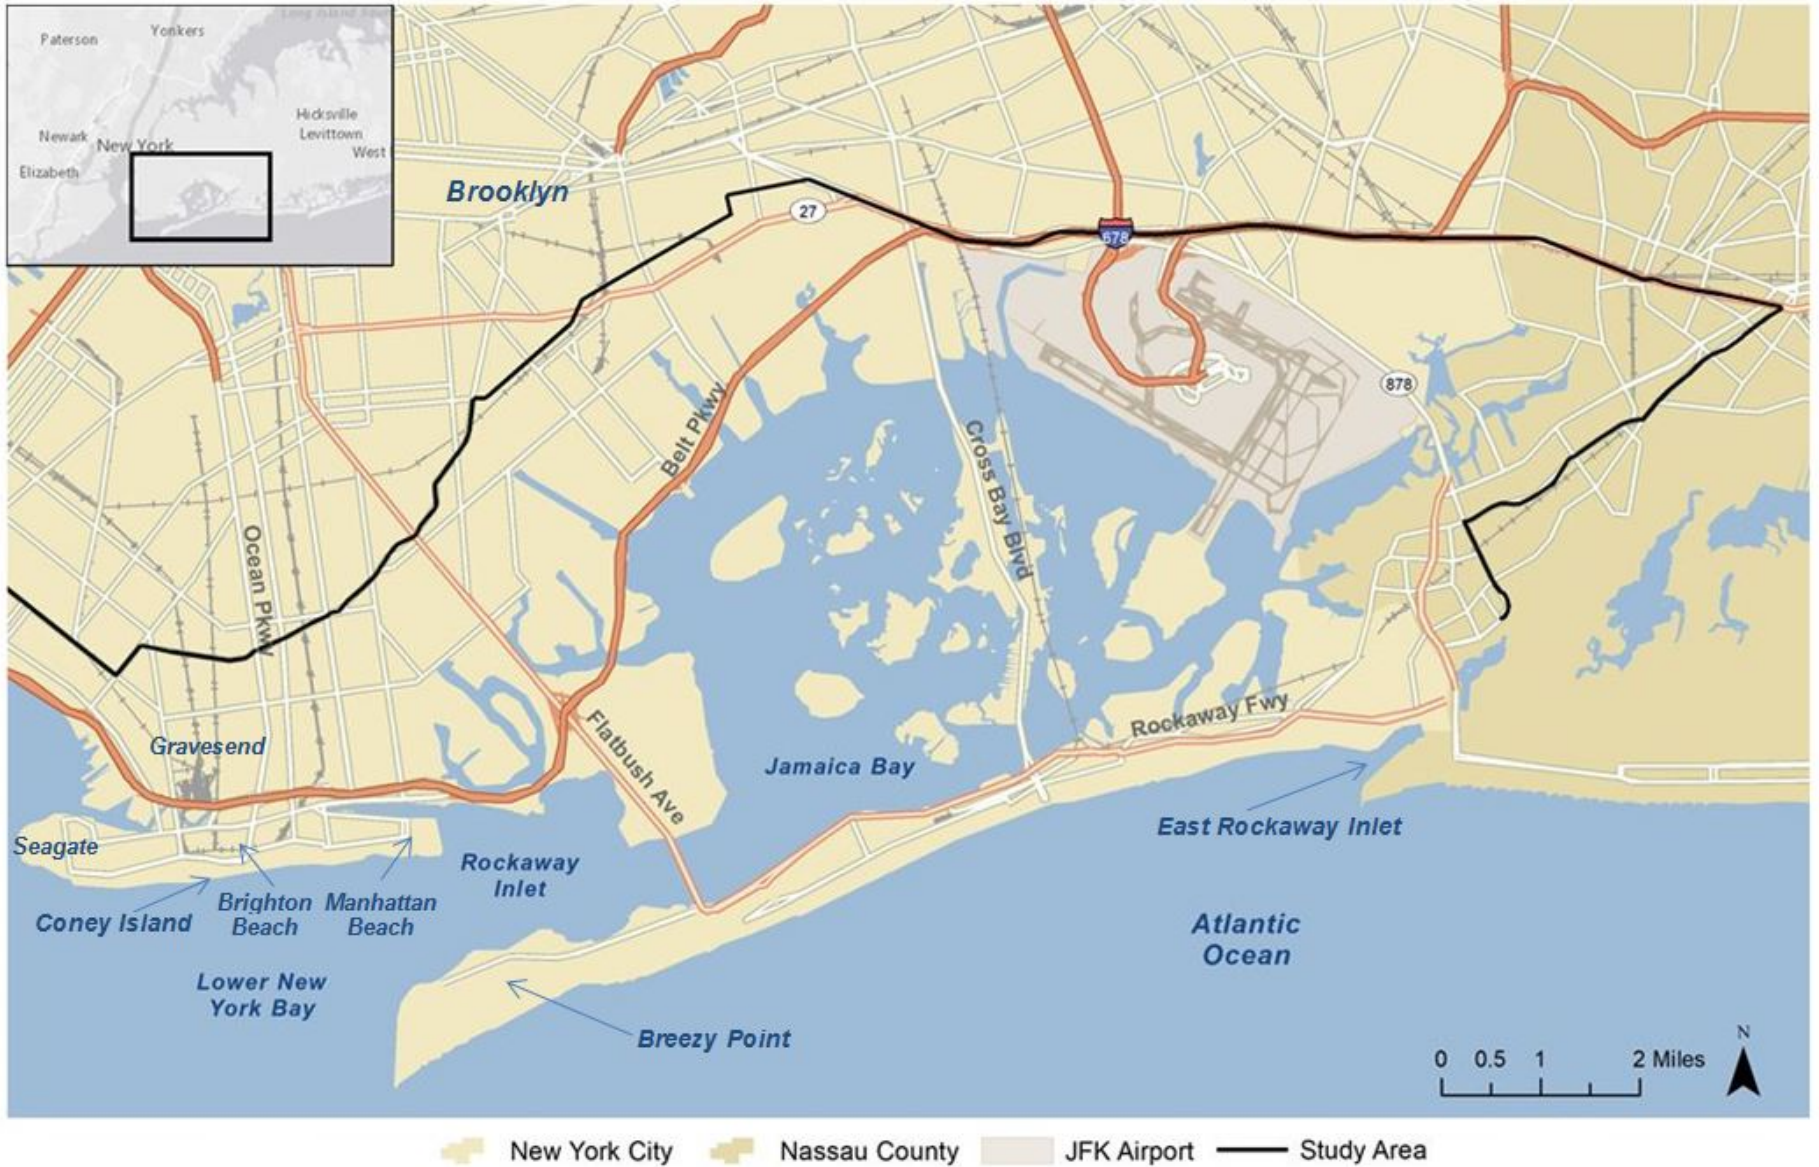 Long Island Sound
Paterson
Yonkers
Hicksville
Levittown
Newark
New York
West
Elizabeth
Brooklyn
27
678
878
Belt Pkwy
Cross Bay Blvd
Ocean Pkwy
Gravesend
Flatbush Ave
Jamaica Bay
Rockaway Fwy
East Rockaway Inlet
Seagate
Rockaway
Inlet
Coney Island
Brighton
Beach
Manhattan
Beach
Atlantic
Ocean
Lower New
York Bay
Breezy Point
N
0 0.5 1 2 Miles
New York City
Nassau County
JFK Airport
Study Area